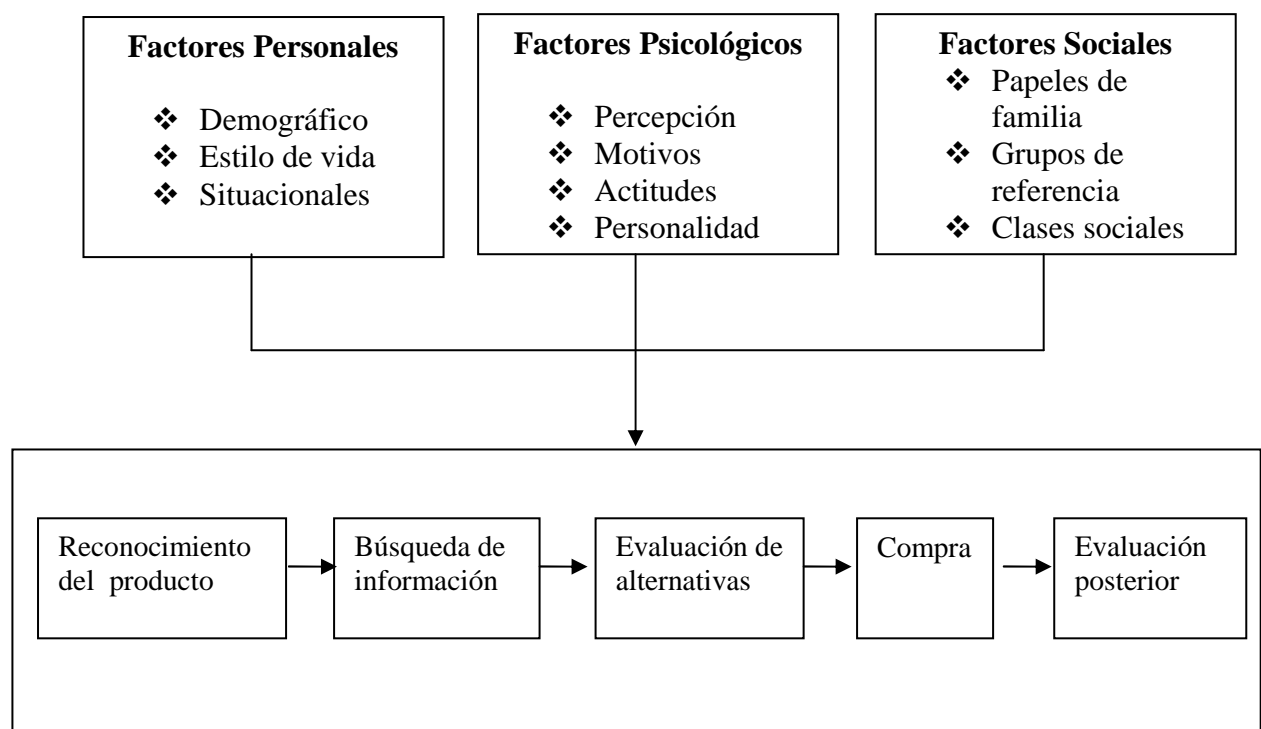 Factores Personales
❖ Demográfico
❖ Estilo de vida
❖ Situacionales
Factores Psicológicos
❖ Percepción
❖ Motivos
❖ Actitudes
❖ Personalidad
Factores Sociales
❖ Papeles de
familia
❖ Grupos de
referencia
❖ Clases sociales
Reconocimiento
del producto
Búsqueda de
información
Evaluación de
alternativas
Compra
Evaluación
posterior